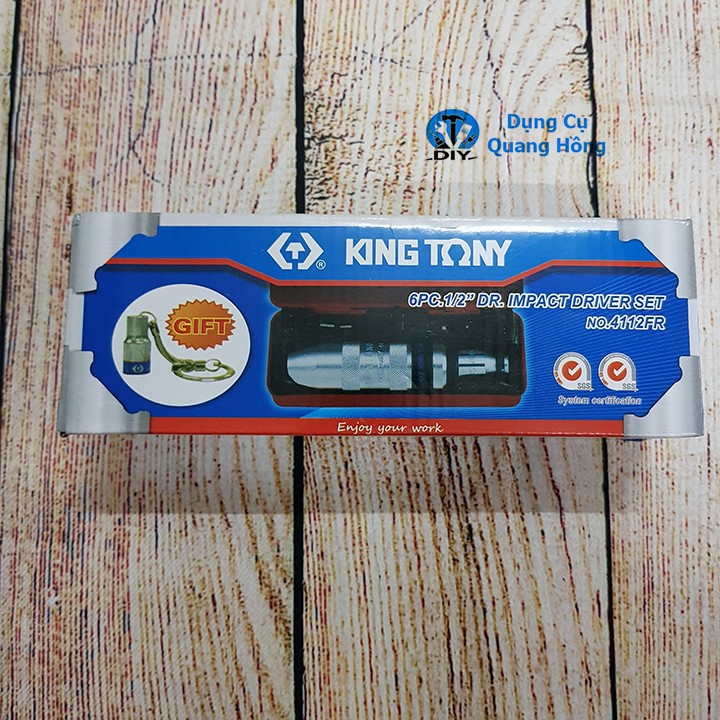 Dụng Cụ
Quang Hồng
DIY
KING TONY
®
6PC.1/2” DR. IMPACT DRIVER SET
NO.4112FR
GIFT
SGS
SGS
System certification
Enjoy your work